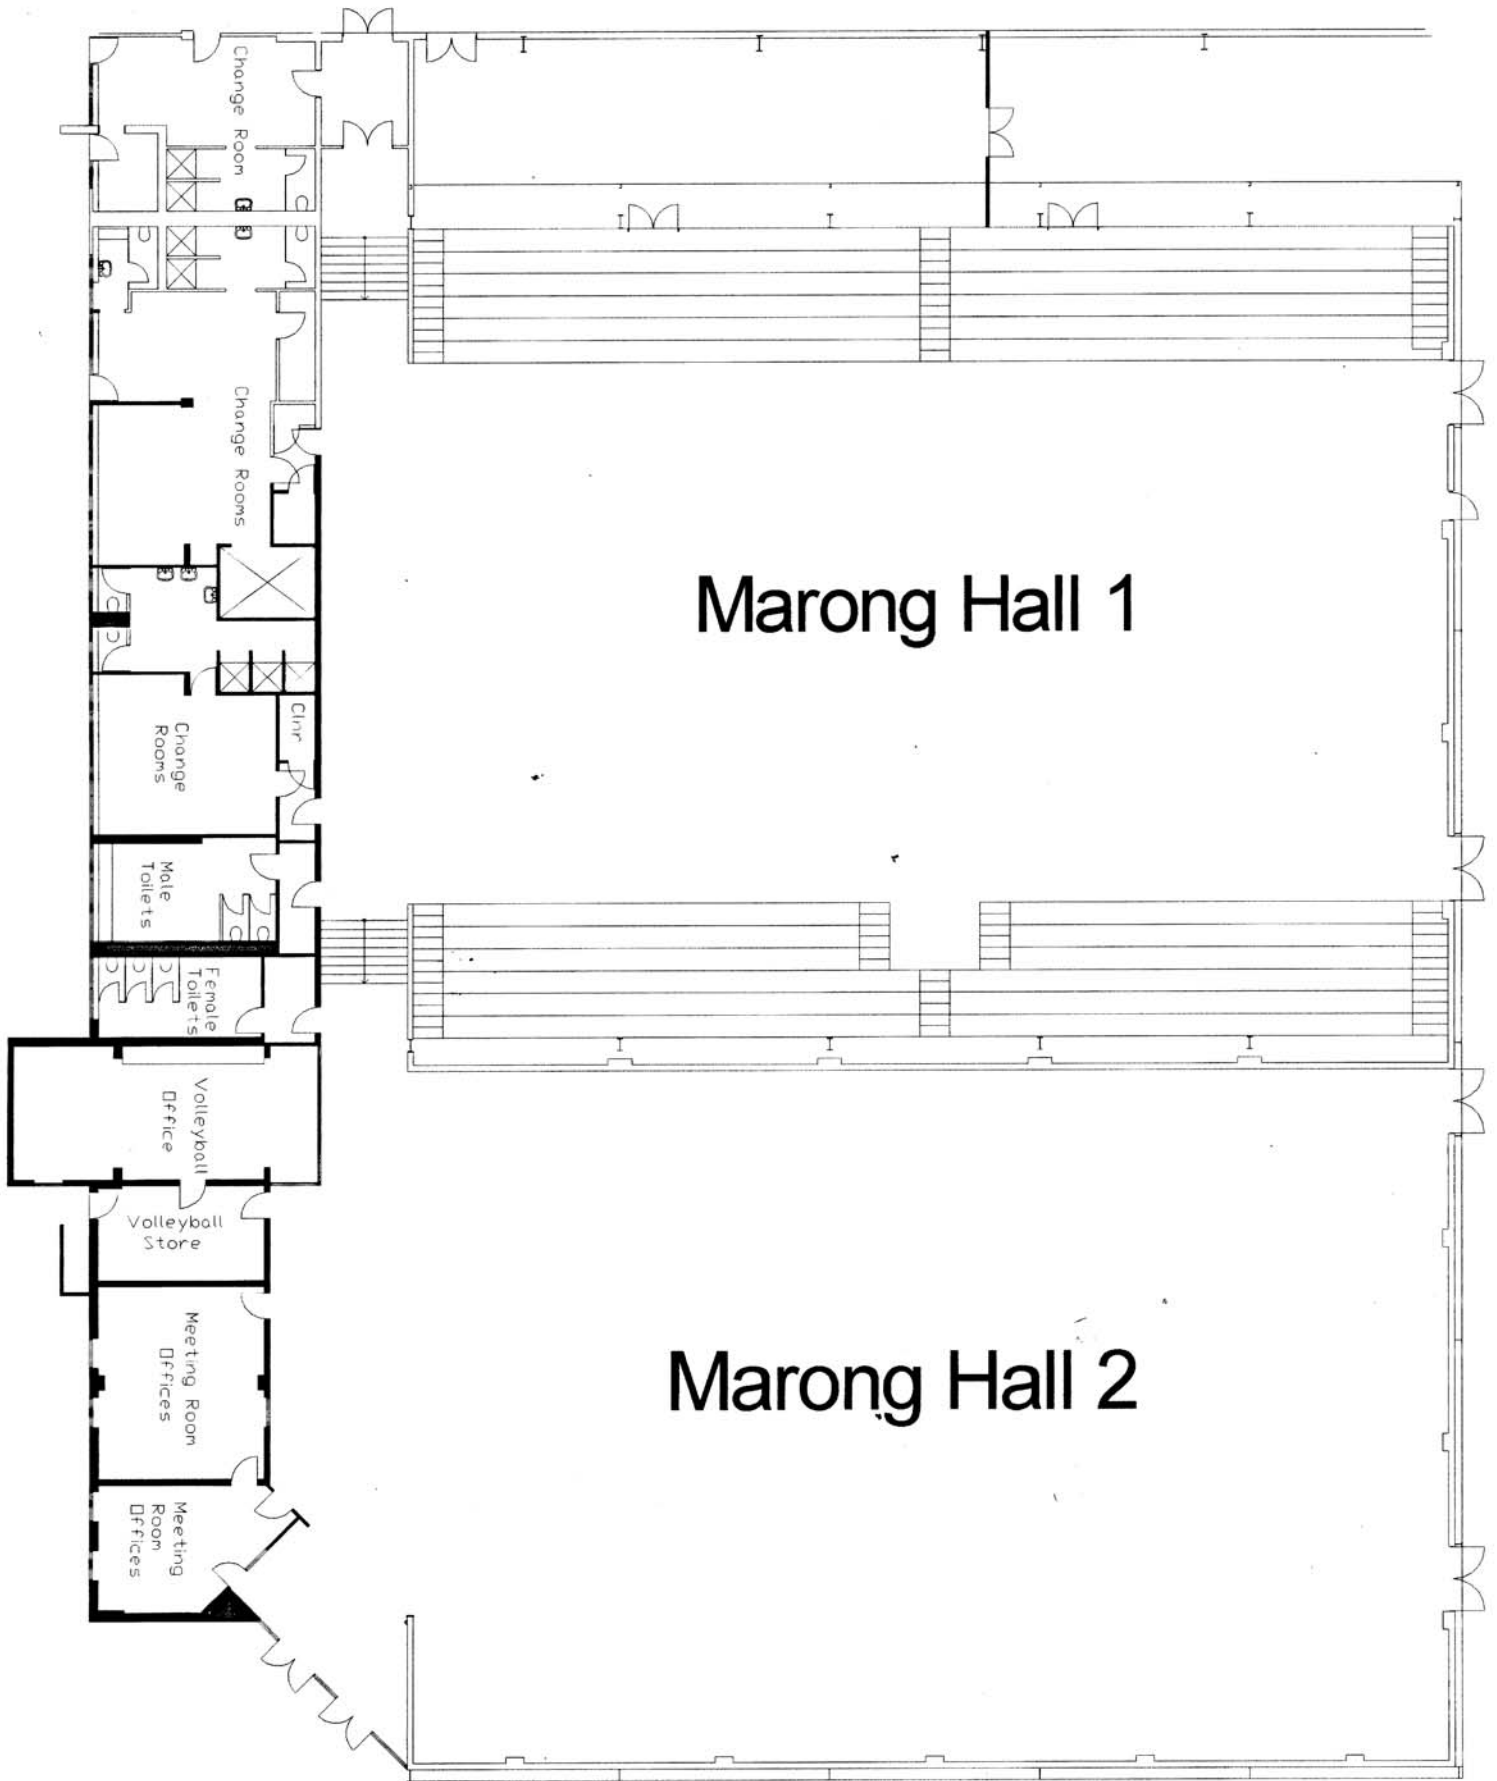 Change Room
Change Rooms
Marong Hall 1
Clnr
Change
Rooms
Male
Toilets
Female
Toilets
Volleyball
Office
Volleyball
Store
Meeting Room
Offices
Marong Hall 2
Meeting
Room
Offices